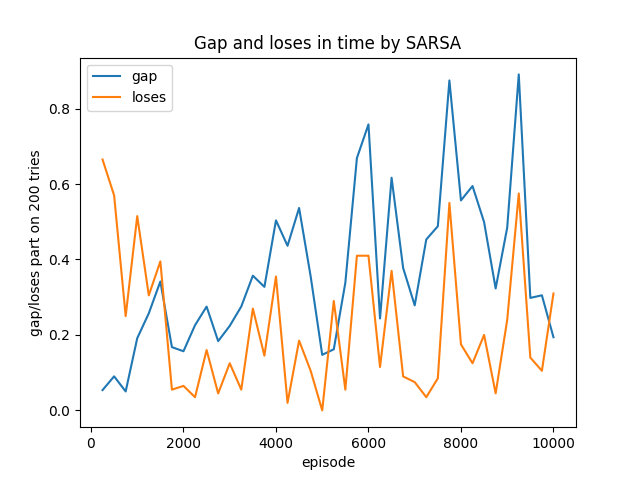 Gap and loses in time by SARSA
gap
loses
gap/loses part on 200 tries
0.8
0.6
0.4
0.2
0.0
0 2000 4000 6000 8000 10000
episode